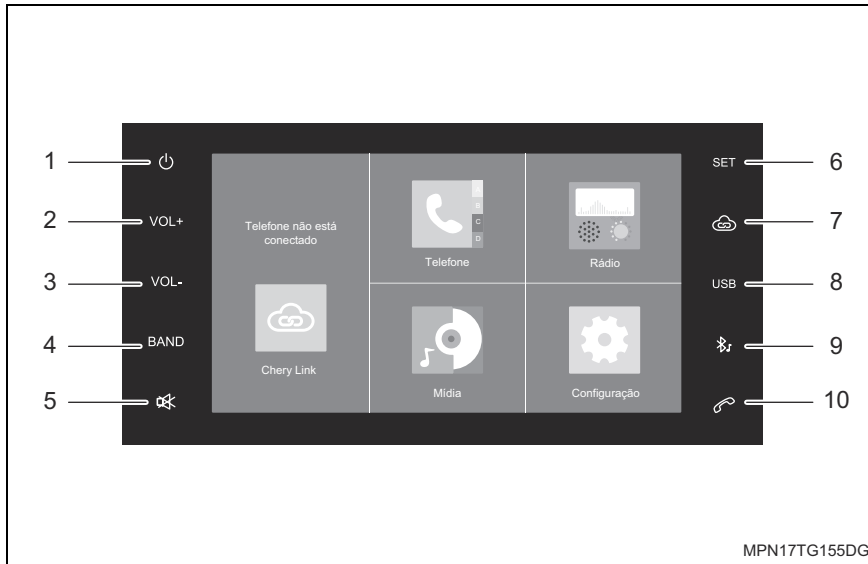 1
2
3
4
5
VOL+
VOL-
BAND
Telefone não está
conectado
Chery Link
A
B
C
D
Telefone
Rádio
Mídia
Configuração
SET
USB
6
7
8
9
10
MPN17TG155DG